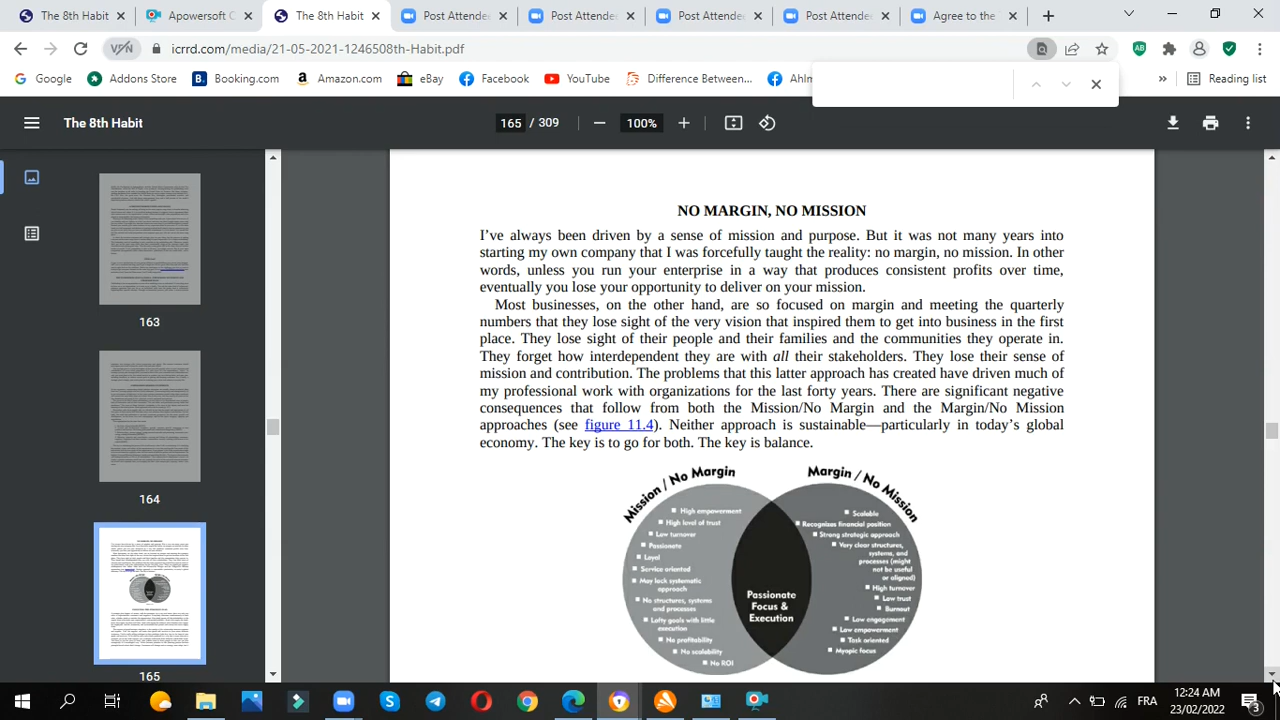 The 8th Habit
Apowersoft C
The 8th Habit
Post Attende
Post Attende
Post Attende
Post Attende
Agree to the
VPN
icrrd.com/media/21-05-2021-1246508th-Habit.pdf
Google
Addons Store
Booking.com
Amazon.com
eBay
Facebook
YouTube
Difference Between...
Ahlm
»
Reading list
The 8th Habit
165 / 309
100%
163
164
165
NO MARGIN, NO MISSION
I've always been driven by a sense of mission and purpose. But it was not many years into
starting my own company that I was forcefully taught the reality: no margin, no mission. In other
words, unless you run your enterprise in a way that produces consistent profits over time,
eventually you lose your opportunity to deliver on your mission.
Most businesses, on the other hand, are so focused on margin and meeting the quarterly
numbers that they lose sight of the very vision that inspired them to get into business in the first
place. They lose sight of their people and their families and the communities they operate in.
They forget how interdependent they are with all their stakeholders. They lose their sense of
mission and contribution. The problems that this latter approach has created have driven much of
my professional work with organizations for the last forty years. There are significant negative
consequences that follow from both the Mission/No Margin and the Margin/No Mission
approaches (see figure 11.4). Neither approach is sustainable—particularly in today's global
economy. The key is to go for both. The key is balance.
Mission / No Margin
High empowerment
High level of trust
Low turnover
Passionate
Loyal
Service oriented
May lack systematic
approach
No structures, systems
and processes
Lofty goals with little
execution
No profitability
No scalability
No ROI
Passionate
Focus &
Execution
Margin / No Mission
Scalable
Recognizes financial position
Strong strategic approach
Very clear structures,
systems, and
processes (might
not be useful
or aligned)
High turnover
Low trust
Burnout
Low engagement
Low empowerment
Task oriented
Myopic focus
FRA
12:24 AM
23/02/2022
3